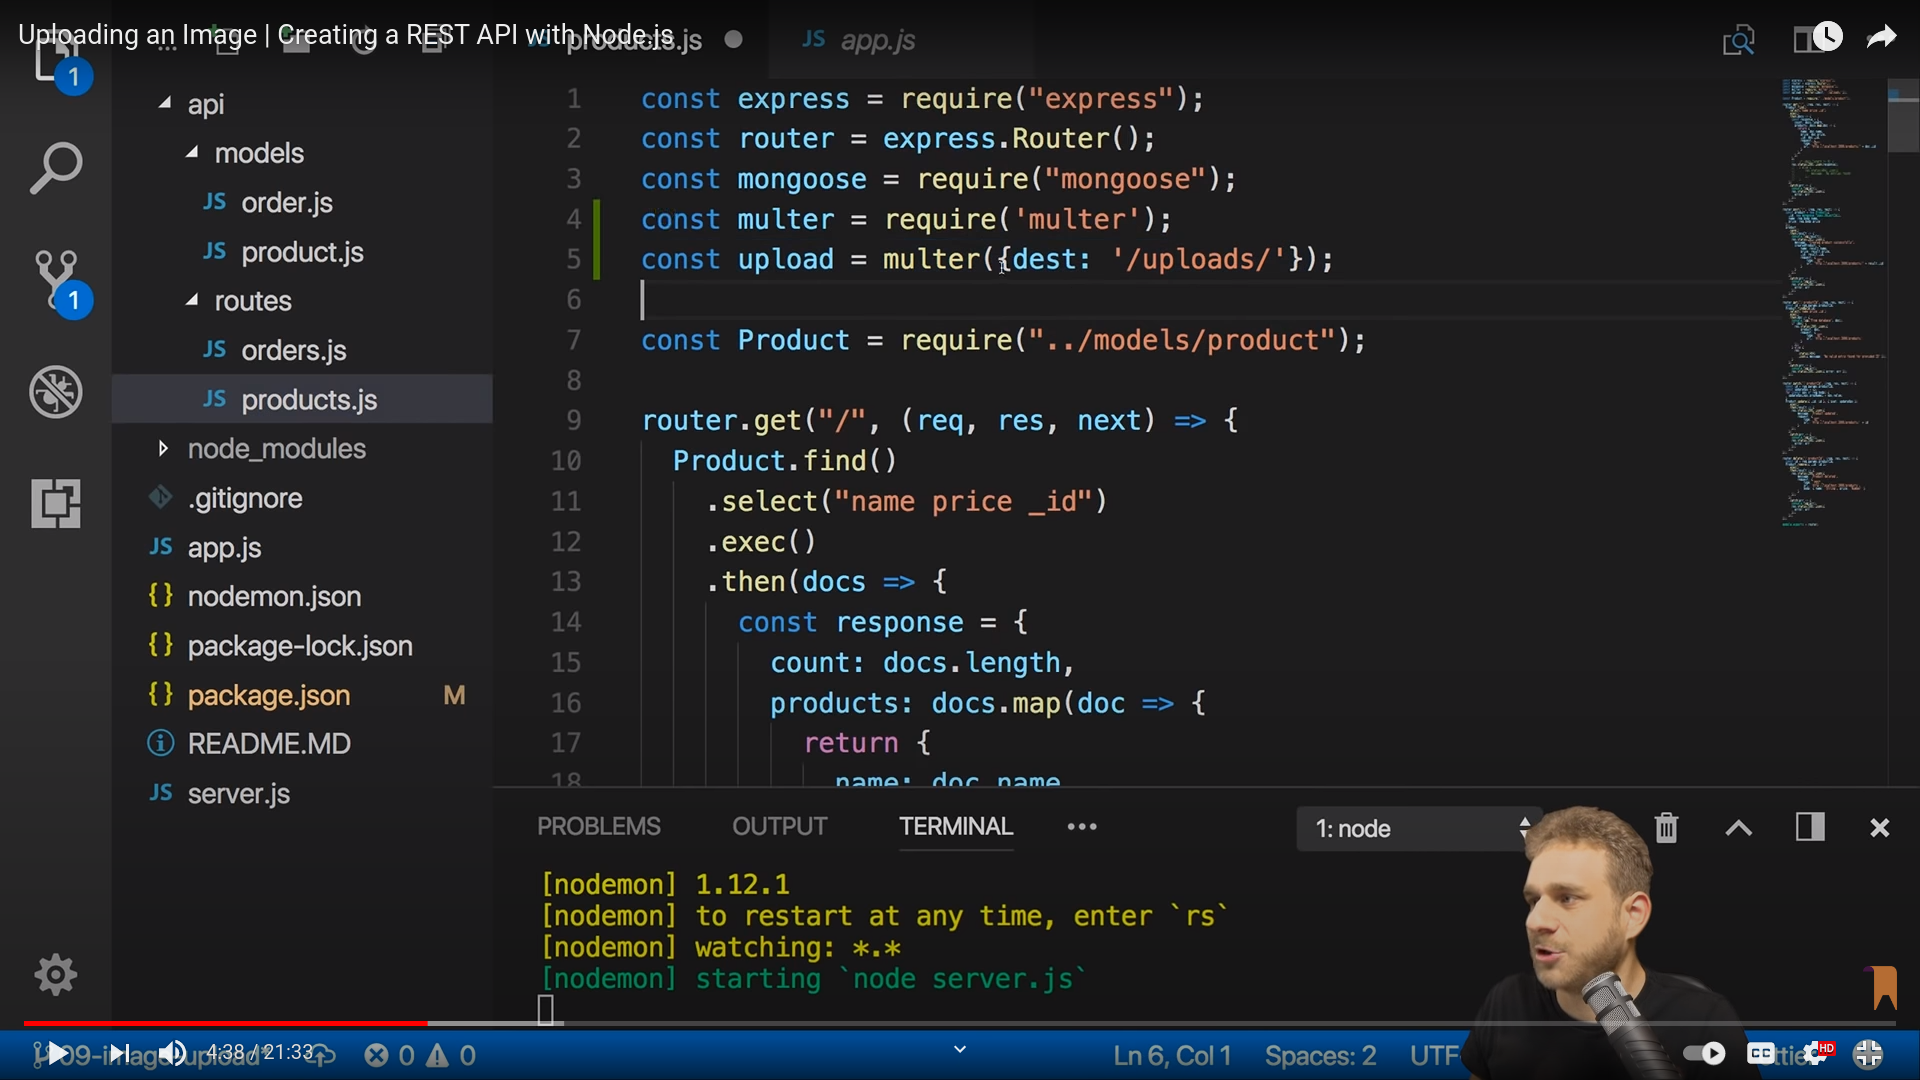 Uploading an Image | Creating a REST API with Node.js
products.js
JS app.js
1
api
models
JS order.js
JS product.js
routes
JS orders.js
JS products.js
node_modules
.gitignore
JS app.js
{} nodemon.json
{} package-lock.json
{} package.json M
README.MD
JS server.js
1
1 const express = require("express");
2 const router = express.Router();
3 const mongoose = require("mongoose");
4 const multer = require('multer');
5 const upload = multer({dest: '/uploads/'});
6
7 const Product = require("../models/product");
8
9 router.get("/", (req, res, next) => {
10 Product.find()
11 .select("name price _id")
12 .exec()
13 .then(docs => {
14 const response = {
15 count: docs.length,
16 products: docs.map(doc => {
17 return {
18 name: doc.name
PROBLEMS OUTPUT TERMINAL ••• 1: node
[nodemon] 1.12.1
[nodemon] to restart at any time, enter `rs`
[nodemon] watching: *.*
[nodemon] starting `node server.js`
09-image-upload*
4:38 / 21:33
0 0
Ln 6, Col 1 Spaces: 2 UTF
CC
HD